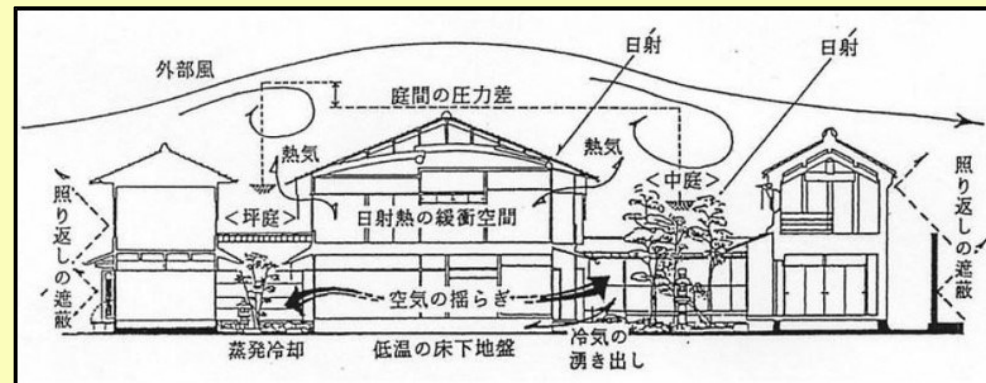 日射
日射
外部風
庭間の圧力差
熱気
熱気
<坪庭>
<中庭>
日射熱の緩衝空間
照り返しの遮蔽
照り返しの遮蔽
空気の揺らぎ
蒸発冷却
低温の床下地盤
冷気の
湧き出し